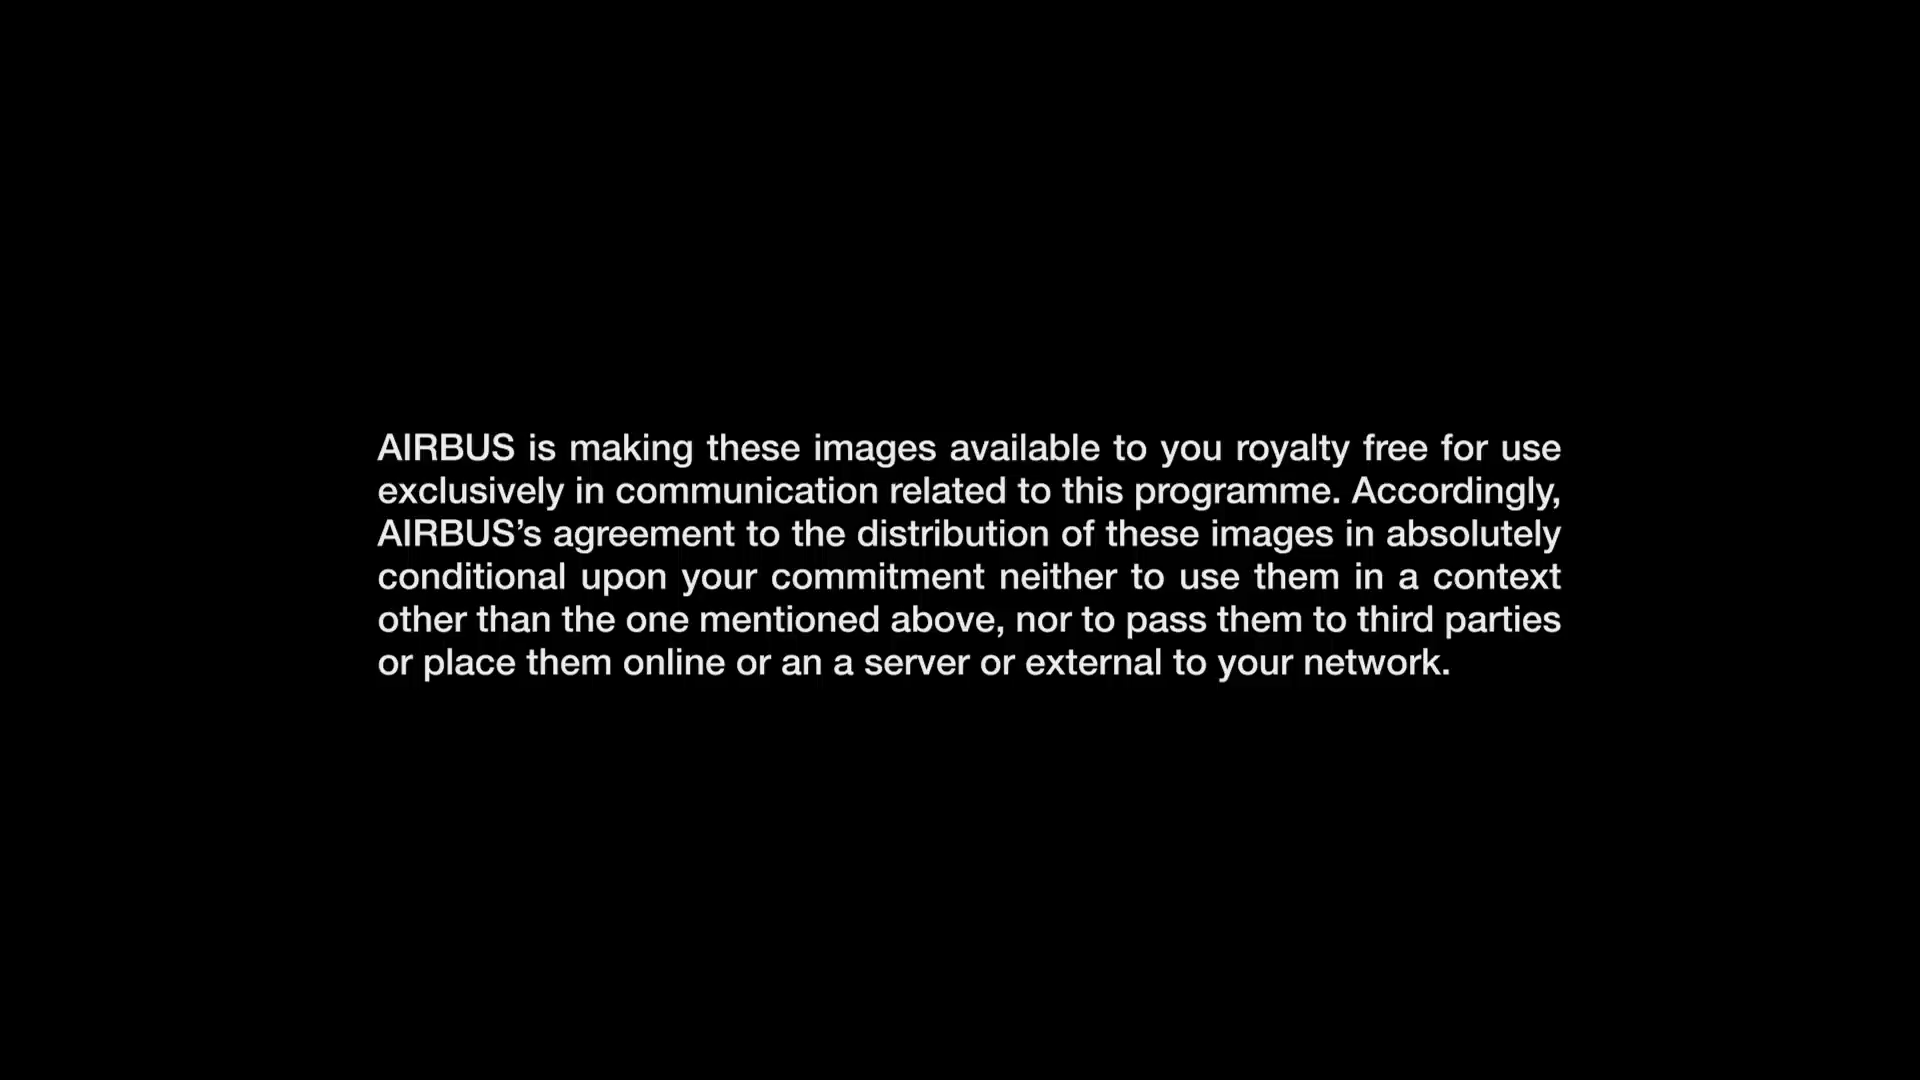 AIRBUS is making these images available to you royalty free for use
exclusively in communication related to this programme. Accordingly,
AIRBUS’s agreement to the distribution of these images in absolutely
conditional upon your commitment neither to use them in a context
other than the one mentioned above, nor to pass them to third parties
or place them online or an a server or external to your network.